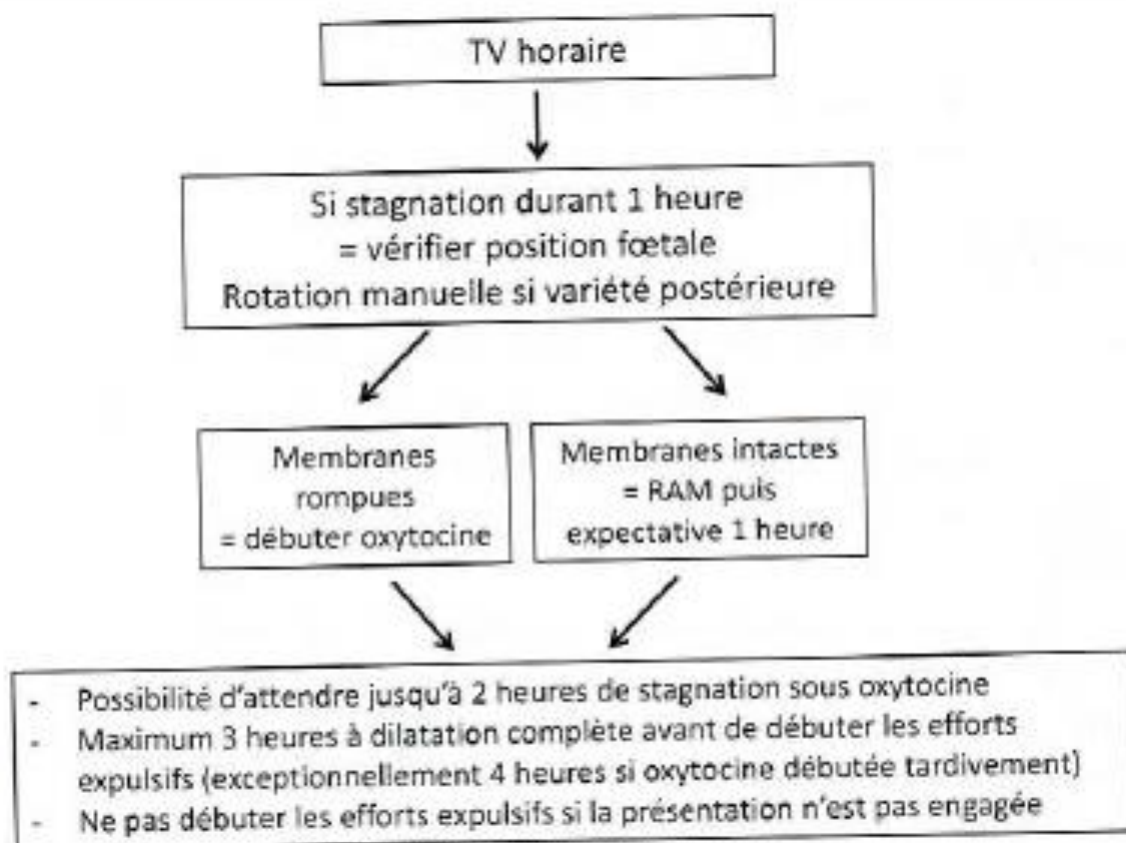 TV horaire
Si stagnation durant 1 heure
= vérifier position fœtale
Rotation manuelle si variété postérieure
Membranes
rompues
= débuter oxytocine
Membranes intactes
= RAM puis
expectative 1 heure
- Possibilité d'attendre jusqu'à 2 heures de stagnation sous oxytocine
- Maximum 3 heures à dilatation complète avant de débuter les efforts
expulsifs (exceptionnellement 4 heures si oxytocine débutée tardivement)
- Ne pas débuter les efforts expulsifs si la présentation n'est pas engagée